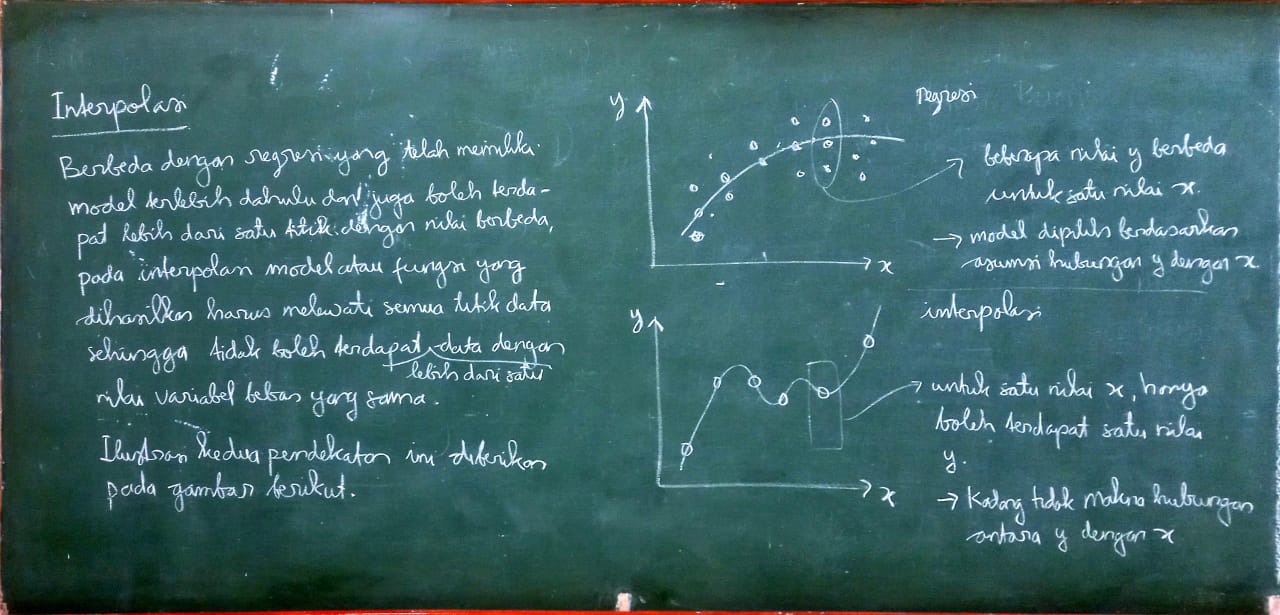 Interpolasi
Berbeda dengan regresi yang telah memiliki
model terlebih dahulu dan juga boleh terda-
pat lebih dari satu titik dengan nilai berbeda,
pada interpolasi model atau fungsi yang
dihasilkan harus melewati semua titik data
sehingga tidak boleh terdapat data dengan
lebih dari satu
nilai variabel bebas yang sama.
Ilustrasi kedua pendekatan ini diberikan
pada gambar berikut.
y
x
regresi
→ beberapa nilai y berbeda
untuk satu nilai x.
→ model dipilih berdasarkan
asumsi hubungan y dengan x.
y
x
interpolasi
→ untuk satu nilai x, hanya
boleh terdapat satu nilai
y.
→ Kadang tidak makna hubungan
antara y dengan x